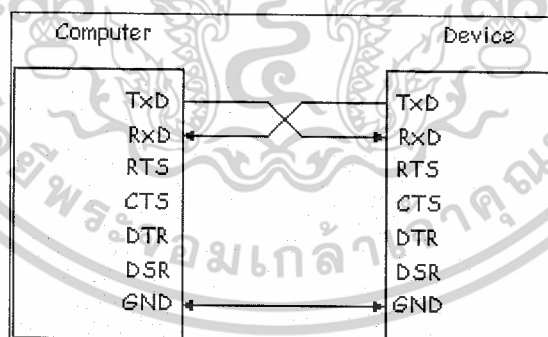 Computer Device
TxD TxD
RxD RxD
RTS RTS
CTS CTS
DTR DTR
DSR DSR
GND GND